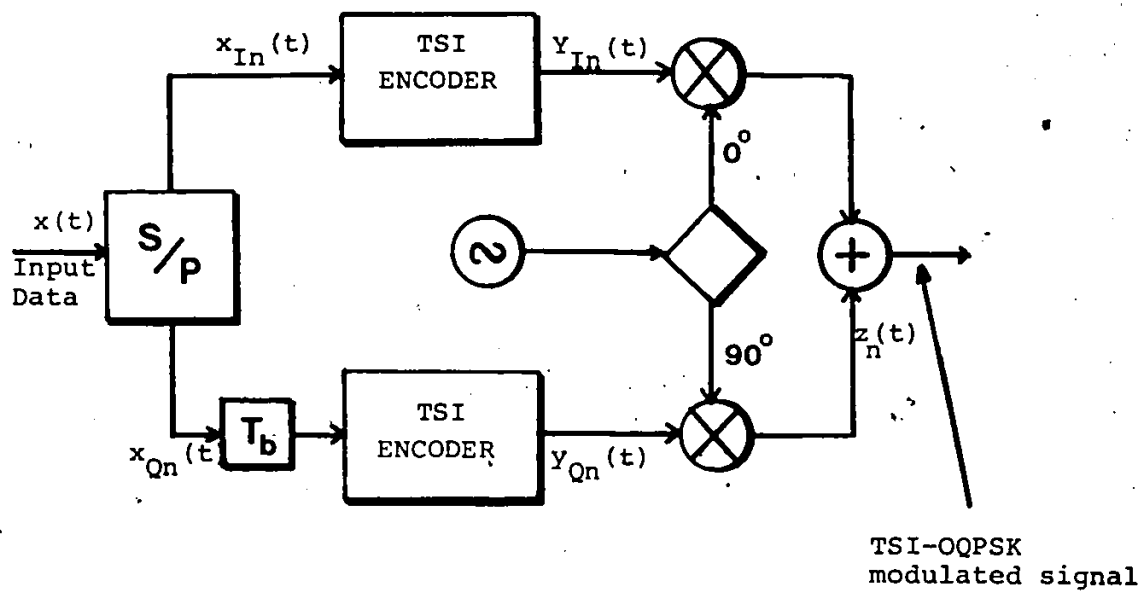 x_In(t)
TSI
ENCODER
Y_In(t)
0°
x(t)
Input
Data
S/P
~
+
90°
z_n(t)
x_Qn(t)
T_b
TSI
ENCODER
Y_Qn(t)
TSI-OQPSK
modulated signal